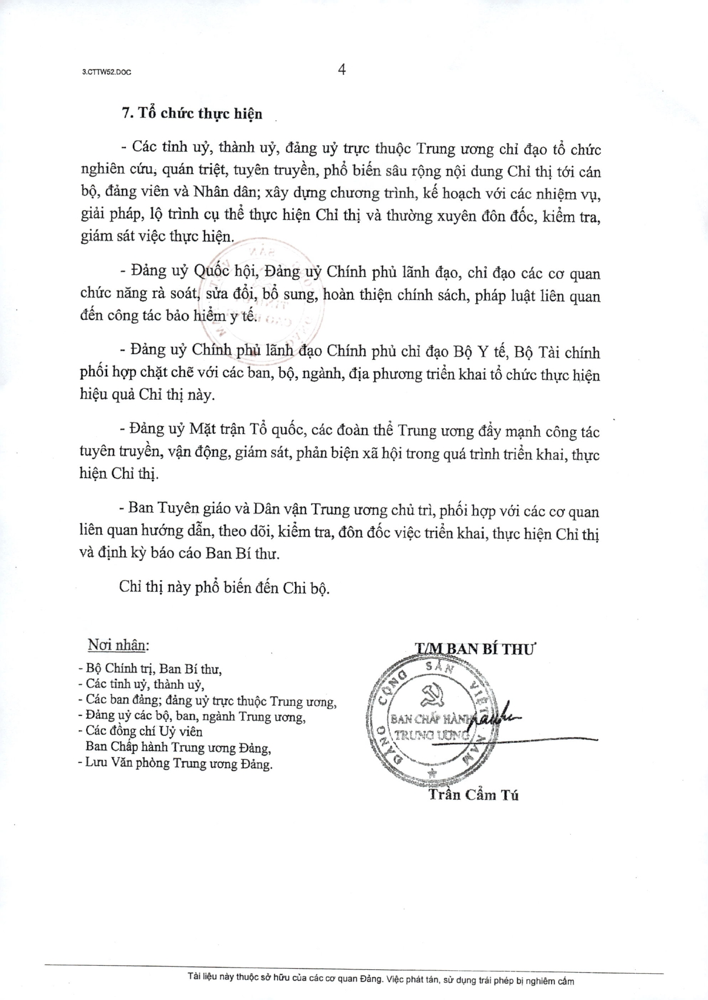 3.CTTW52.DOC
4
7. Tổ chức thực hiện
- Các tỉnh uỷ, thành uỷ, đảng uỷ trực thuộc Trung ương chỉ đạo tổ chức
nghiên cứu, quán triệt, tuyên truyền, phổ biến sâu rộng nội dung Chỉ thị tới cán
bộ, đảng viên và Nhân dân; xây dựng chương trình, kế hoạch với các nhiệm vụ,
giải pháp, lộ trình cụ thể thực hiện Chỉ thị và thường xuyên đôn đốc, kiểm tra,
giám sát việc thực hiện.
- Đảng uỷ Quốc hội, Đảng uỷ Chính phủ lãnh đạo, chỉ đạo các cơ quan
chức năng rà soát, sửa đổi, bổ sung, hoàn thiện chính sách, pháp luật liên quan
đến công tác bảo hiểm y tế.
- Đảng uỷ Chính phủ lãnh đạo Chính phủ chỉ đạo Bộ Y tế, Bộ Tài chính
phối hợp chặt chẽ với các ban, bộ, ngành, địa phương triển khai tổ chức thực hiện
hiệu quả Chỉ thị này.
- Đảng uỷ Mặt trận Tổ quốc, các đoàn thể Trung ương đẩy mạnh công tác
tuyên truyền, vận động, giám sát, phản biện xã hội trong quá trình triển khai, thực
hiện Chỉ thị.
- Ban Tuyên giáo và Dân vận Trung ương chủ trì, phối hợp với các cơ quan
liên quan hướng dẫn, theo dõi, kiểm tra, đôn đốc việc triển khai, thực hiện Chỉ thị
và định kỳ báo cáo Ban Bí thư.
Chỉ thị này phổ biến đến Chi bộ.
Nơi nhận:
- Bộ Chính trị, Ban Bí thư,
- Các tỉnh uỷ, thành uỷ,
- Các ban đảng; đảng uỷ trực thuộc Trung ương,
- Đảng uỷ các bộ, ban, ngành Trung ương,
- Các đồng chí Uỷ viên
Ban Chấp hành Trung ương Đảng,
- Lưu Văn phòng Trung ương Đảng.
T/M BAN BÍ THƯ
ĐẢNG CỘNG SẢN VIỆT NAM
BAN CHẤP HÀNH
TRUNG ƯƠNG
Trần Cẩm Tú
Tài liệu này thuộc sở hữu của các cơ quan Đảng. Việc phát tán, sử dụng trái phép bị nghiêm cấm